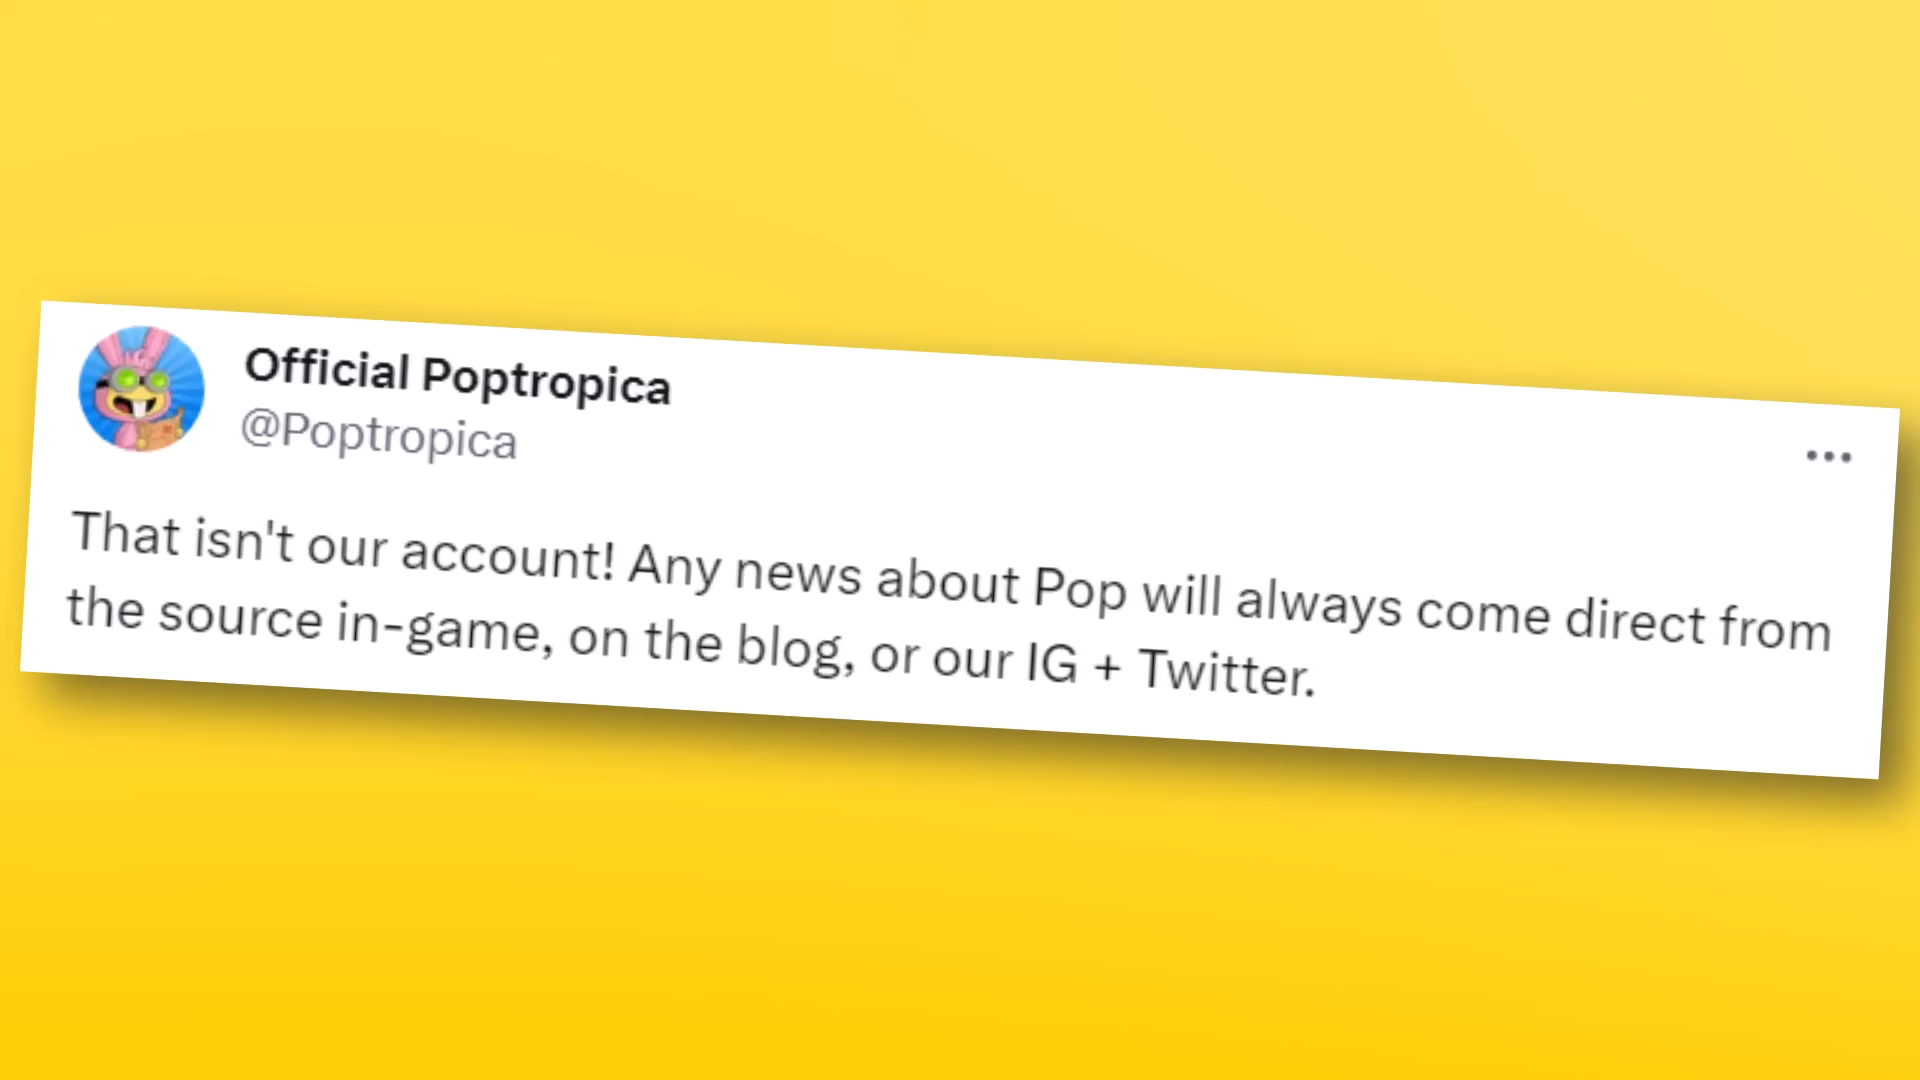 Official Poptropica
@Poptropica
That isn't our account! Any news about Pop will always come direct from
the source in-game, on the blog, or our IG + Twitter.